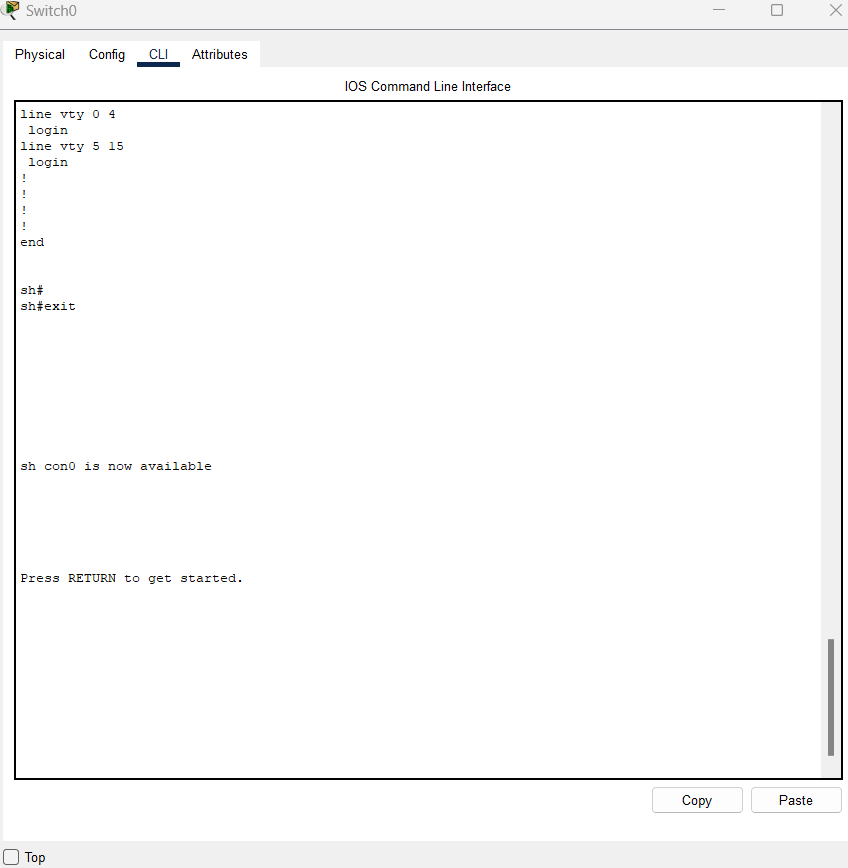 Switch0
Physical Config CLI Attributes
IOS Command Line Interface
line vty 0 4
 login
line vty 5 15
 login
!
!
!
!
end
sh#
sh#exit
sh con0 is now available
Press RETURN to get started.
Copy Paste
Top